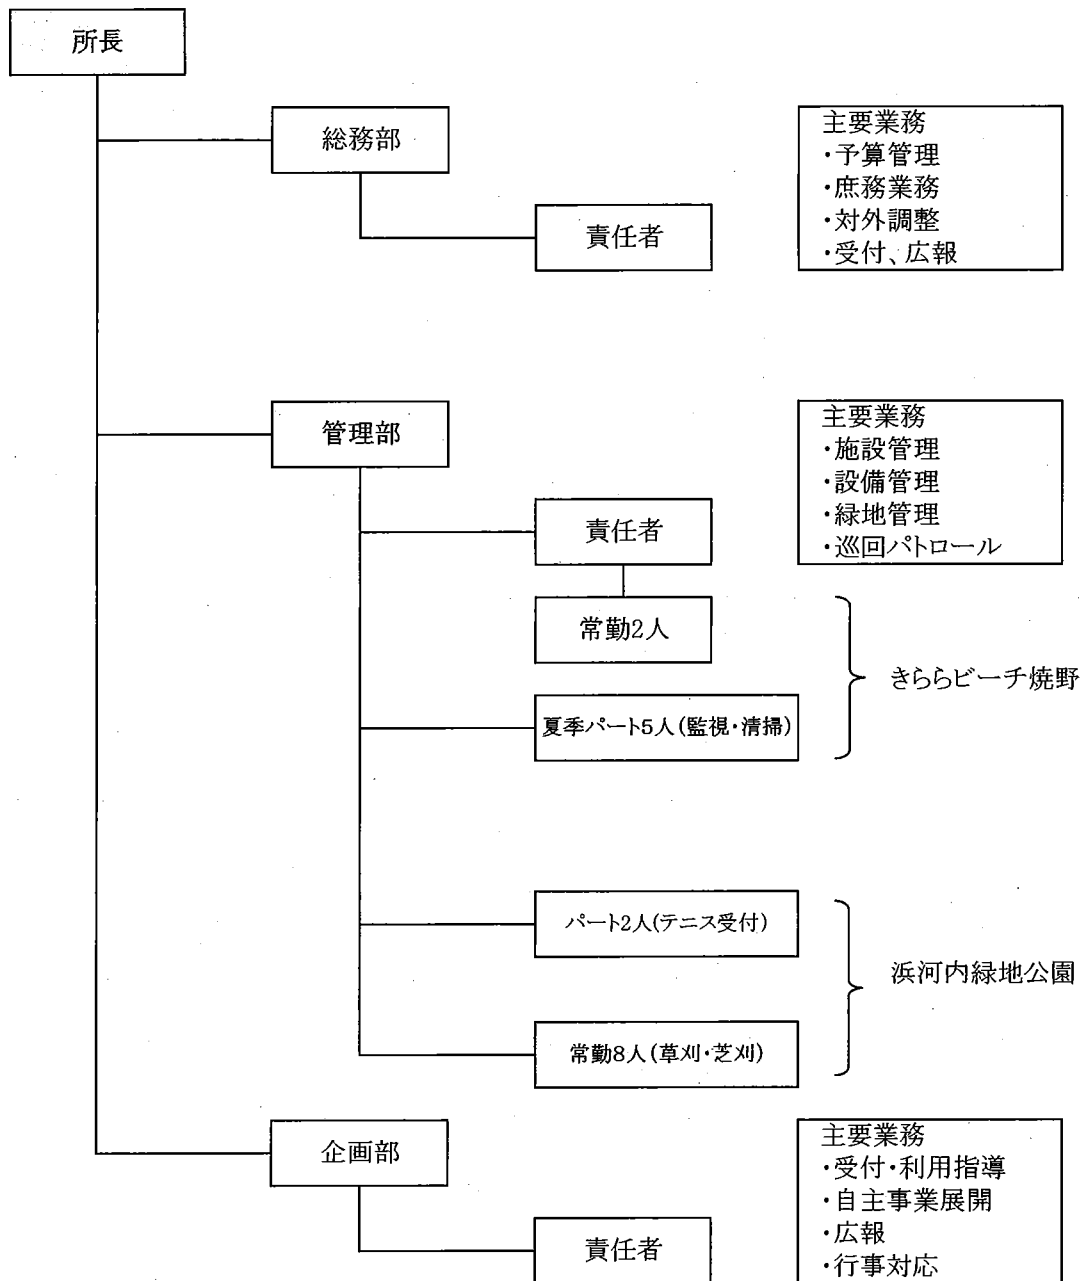 所長
総務部
責任者
主要業務
・予算管理
・庶務業務
・対外調整
・受付、広報
管理部
責任者
主要業務
・施設管理
・設備管理
・緑地管理
・巡回パトロール
常勤2人
夏季パート5人(監視・清掃)
きららビーチ焼野
パート2人(テニス受付)
常勤8人(草刈・芝刈)
浜河内緑地公園
企画部
責任者
主要業務
・受付・利用指導
・自主事業展開
・広報
・行事対応